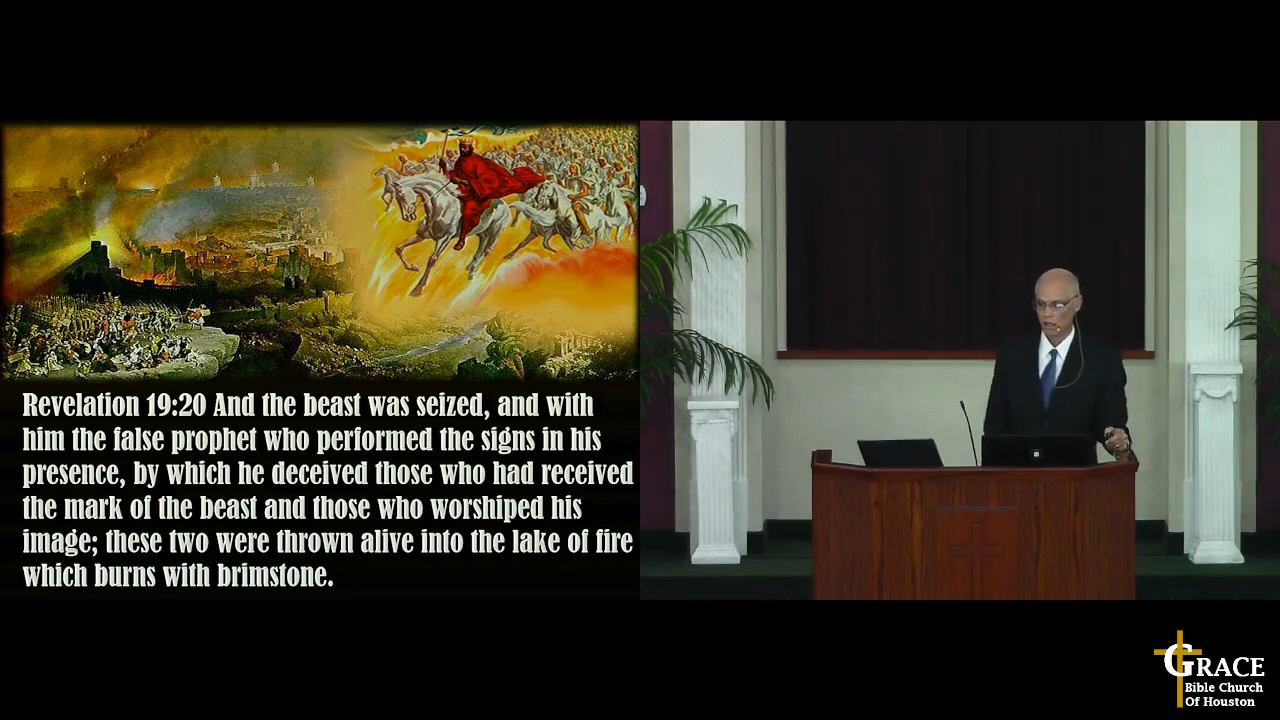 Revelation 19:20 And the beast was seized, and with
him the false prophet who performed the signs in his
presence, by which he deceived those who had received
the mark of the beast and those who worshiped his
image; these two were thrown alive into the lake of fire
which burns with brimstone.
GRACE
Bible Church
Of Houston